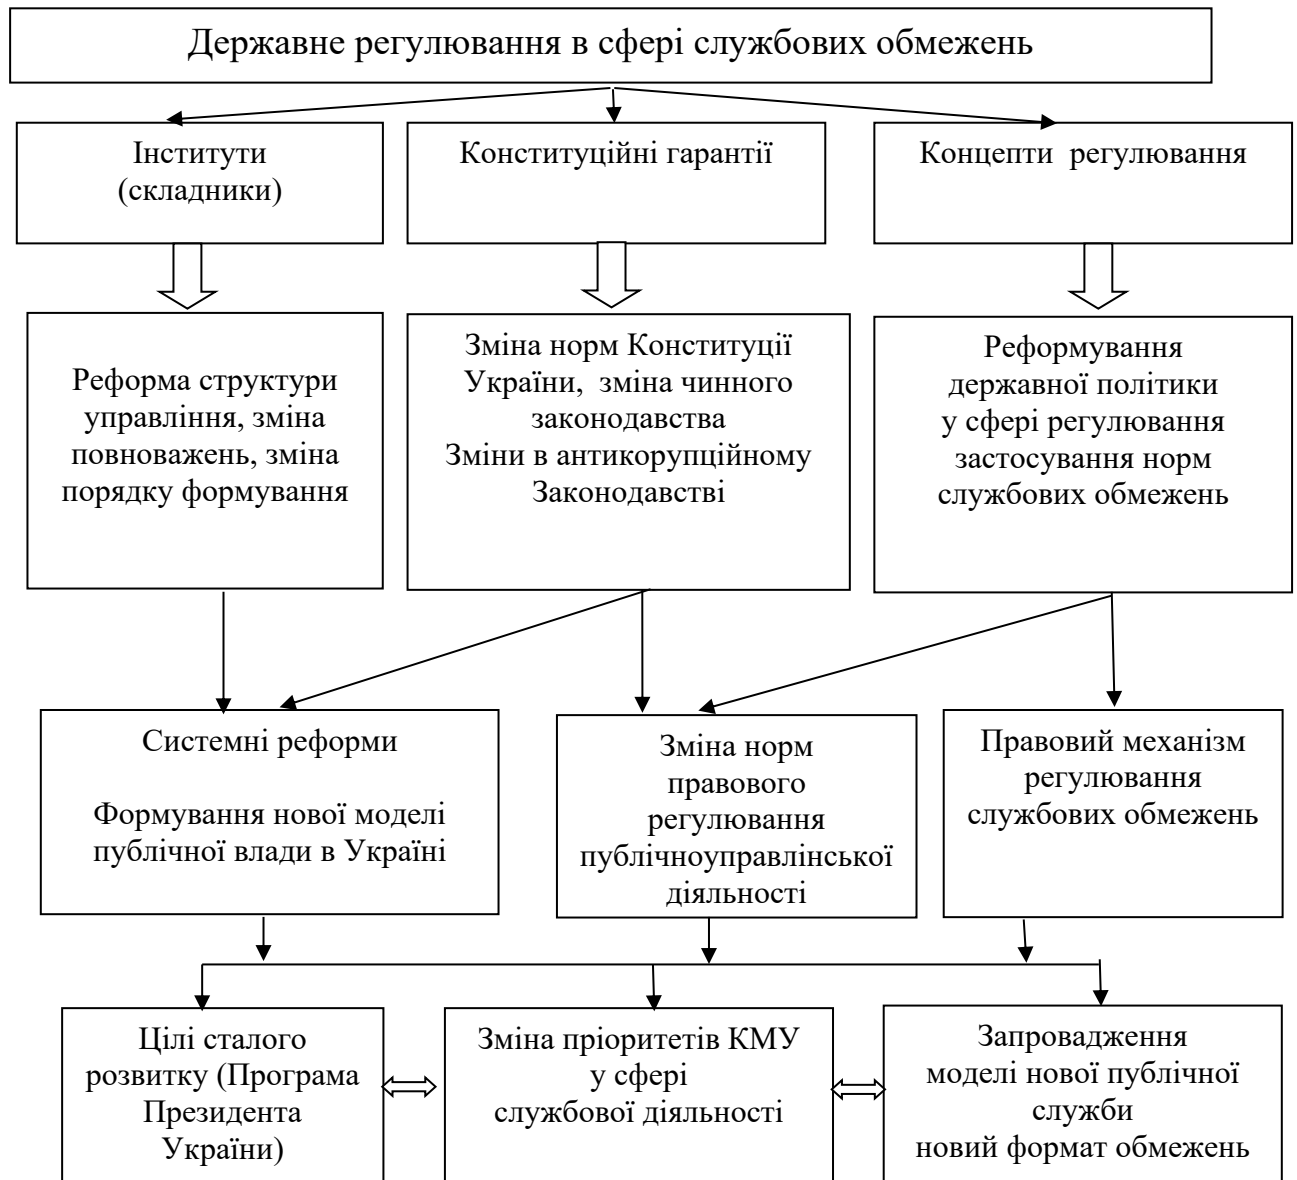 Державне регулювання в сфері службових обмежень
Інститути
(складники)
Конституційні гарантії
Концепти регулювання
Реформа структури
управління, зміна
повноважень, зміна
порядку формування
Зміна норм Конституції
України, зміна чинного
законодавства
Зміни в антикорупційному
Законодавстві
Реформування
державної політики
у сфері регулювання
застосування норм
службових обмежень
Системні реформи
Формування нової моделі
публічної влади в Україні
Зміна норм
правового
регулювання
публічноуправлінської
діяльності
Правовий механізм
регулювання
службових обмежень
Цілі сталого
розвитку (Програма
Президента
України)
Зміна пріоритетів КМУ
у сфері
службової діяльності
Запровадження
моделі нової публічної
служби
новий формат обмежень